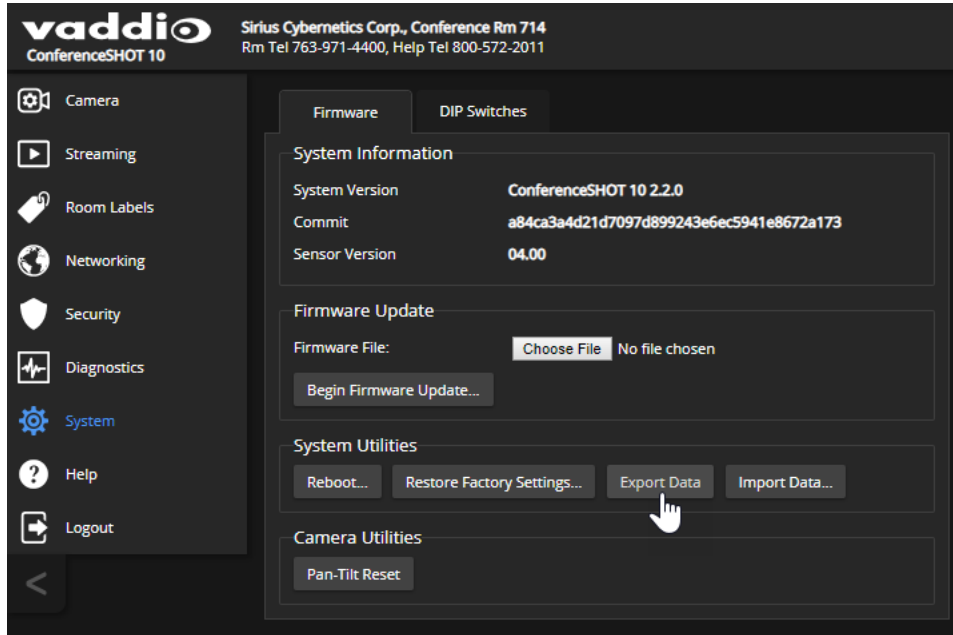 vaddio
ConferenceSHOT 10
Sirius Cybernetics Corp., Conference Rm 714
Rm Tel 763-971-4400, Help Tel 800-572-2011
Camera
Streaming
Room Labels
Networking
Security
Diagnostics
System
Help
Logout
Firmware
DIP Switches
System Information
System Version ConferenceSHOT 10 2.2.0
Commit a84ca3a4d21d7097d899243e6ec5941e8672a173
Sensor Version 04.00
Firmware Update
Firmware File: Choose File No file chosen
Begin Firmware Update...
System Utilities
Reboot... Restore Factory Settings... Export Data Import Data...
Camera Utilities
Pan-Tilt Reset